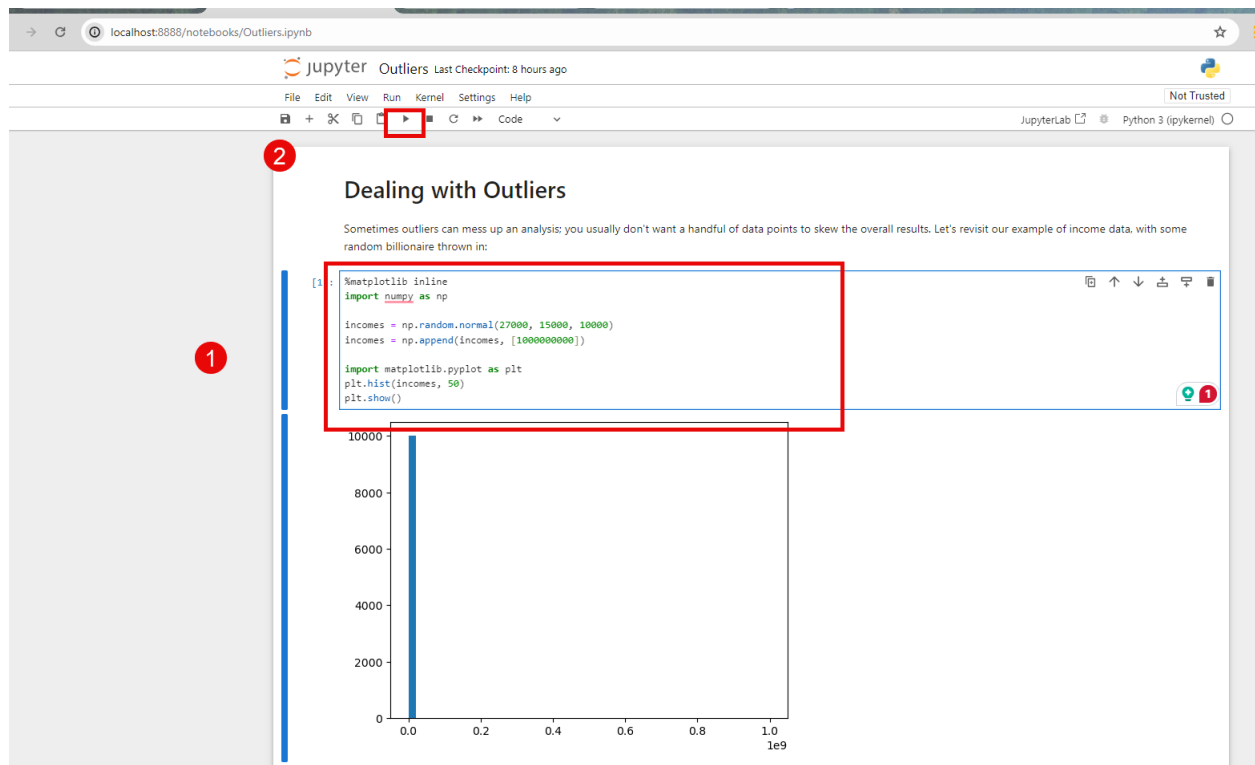 localhost:8888/notebooks/Outliers.ipynb
jupyter Outliers Last Checkpoint: 8 hours ago
File Edit View Run Kernel Settings Help
Not Trusted
Code
JupyterLab
Python 3 (ipykernel)
2
Dealing with Outliers
Sometimes outliers can mess up an analysis; you usually don't want a handful of data points to skew the overall results. Let's revisit our example of income data, with some
random billionaire thrown in:
[1]:
%matplotlib inline
import numpy as np
incomes = np.random.normal(27000, 15000, 10000)
incomes = np.append(incomes, [1000000000])
import matplotlib.pyplot as plt
plt.hist(incomes, 50)
plt.show()
1
1
10000
8000
6000
4000
2000
0
0.0 0.2 0.4 0.6 0.8 1.0
1e9